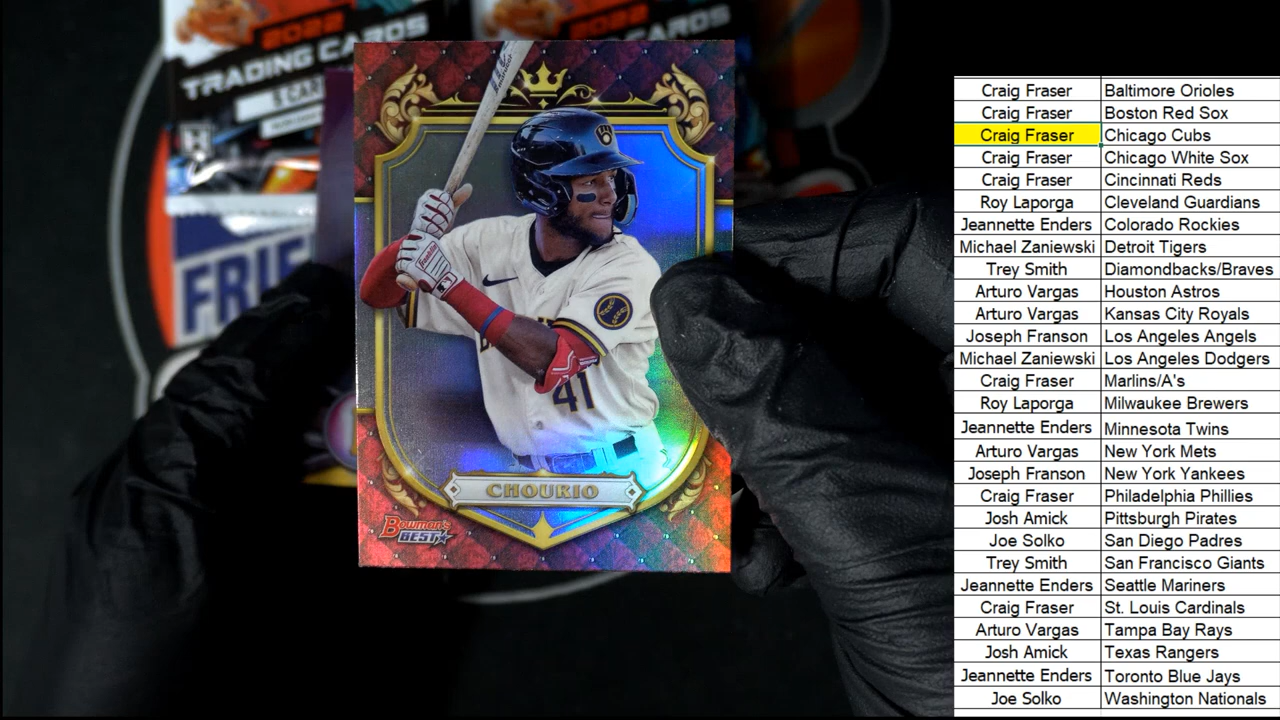 2022
2022
TRADING CARDS
CARDS
5 CAR
FRIE
41
CHOURIO
BOWMAN'S
BEST
Craig Fraser Baltimore Orioles
Craig Fraser Boston Red Sox
Craig Fraser Chicago Cubs
Craig Fraser Chicago White Sox
Craig Fraser Cincinnati Reds
Roy Laporga Cleveland Guardians
Jeannette Enders Colorado Rockies
Michael Zaniewski Detroit Tigers
Trey Smith Diamondbacks/Braves
Arturo Vargas Houston Astros
Arturo Vargas Kansas City Royals
Joseph Franson Los Angeles Angels
Michael Zaniewski Los Angeles Dodgers
Craig Fraser Marlins/A's
Roy Laporga Milwaukee Brewers
Jeannette Enders Minnesota Twins
Arturo Vargas New York Mets
Joseph Franson New York Yankees
Craig Fraser Philadelphia Phillies
Josh Amick Pittsburgh Pirates
Joe Solko San Diego Padres
Trey Smith San Francisco Giants
Jeannette Enders Seattle Mariners
Craig Fraser St. Louis Cardinals
Arturo Vargas Tampa Bay Rays
Josh Amick Texas Rangers
Jeannette Enders Toronto Blue Jays
Joe Solko Washington Nationals